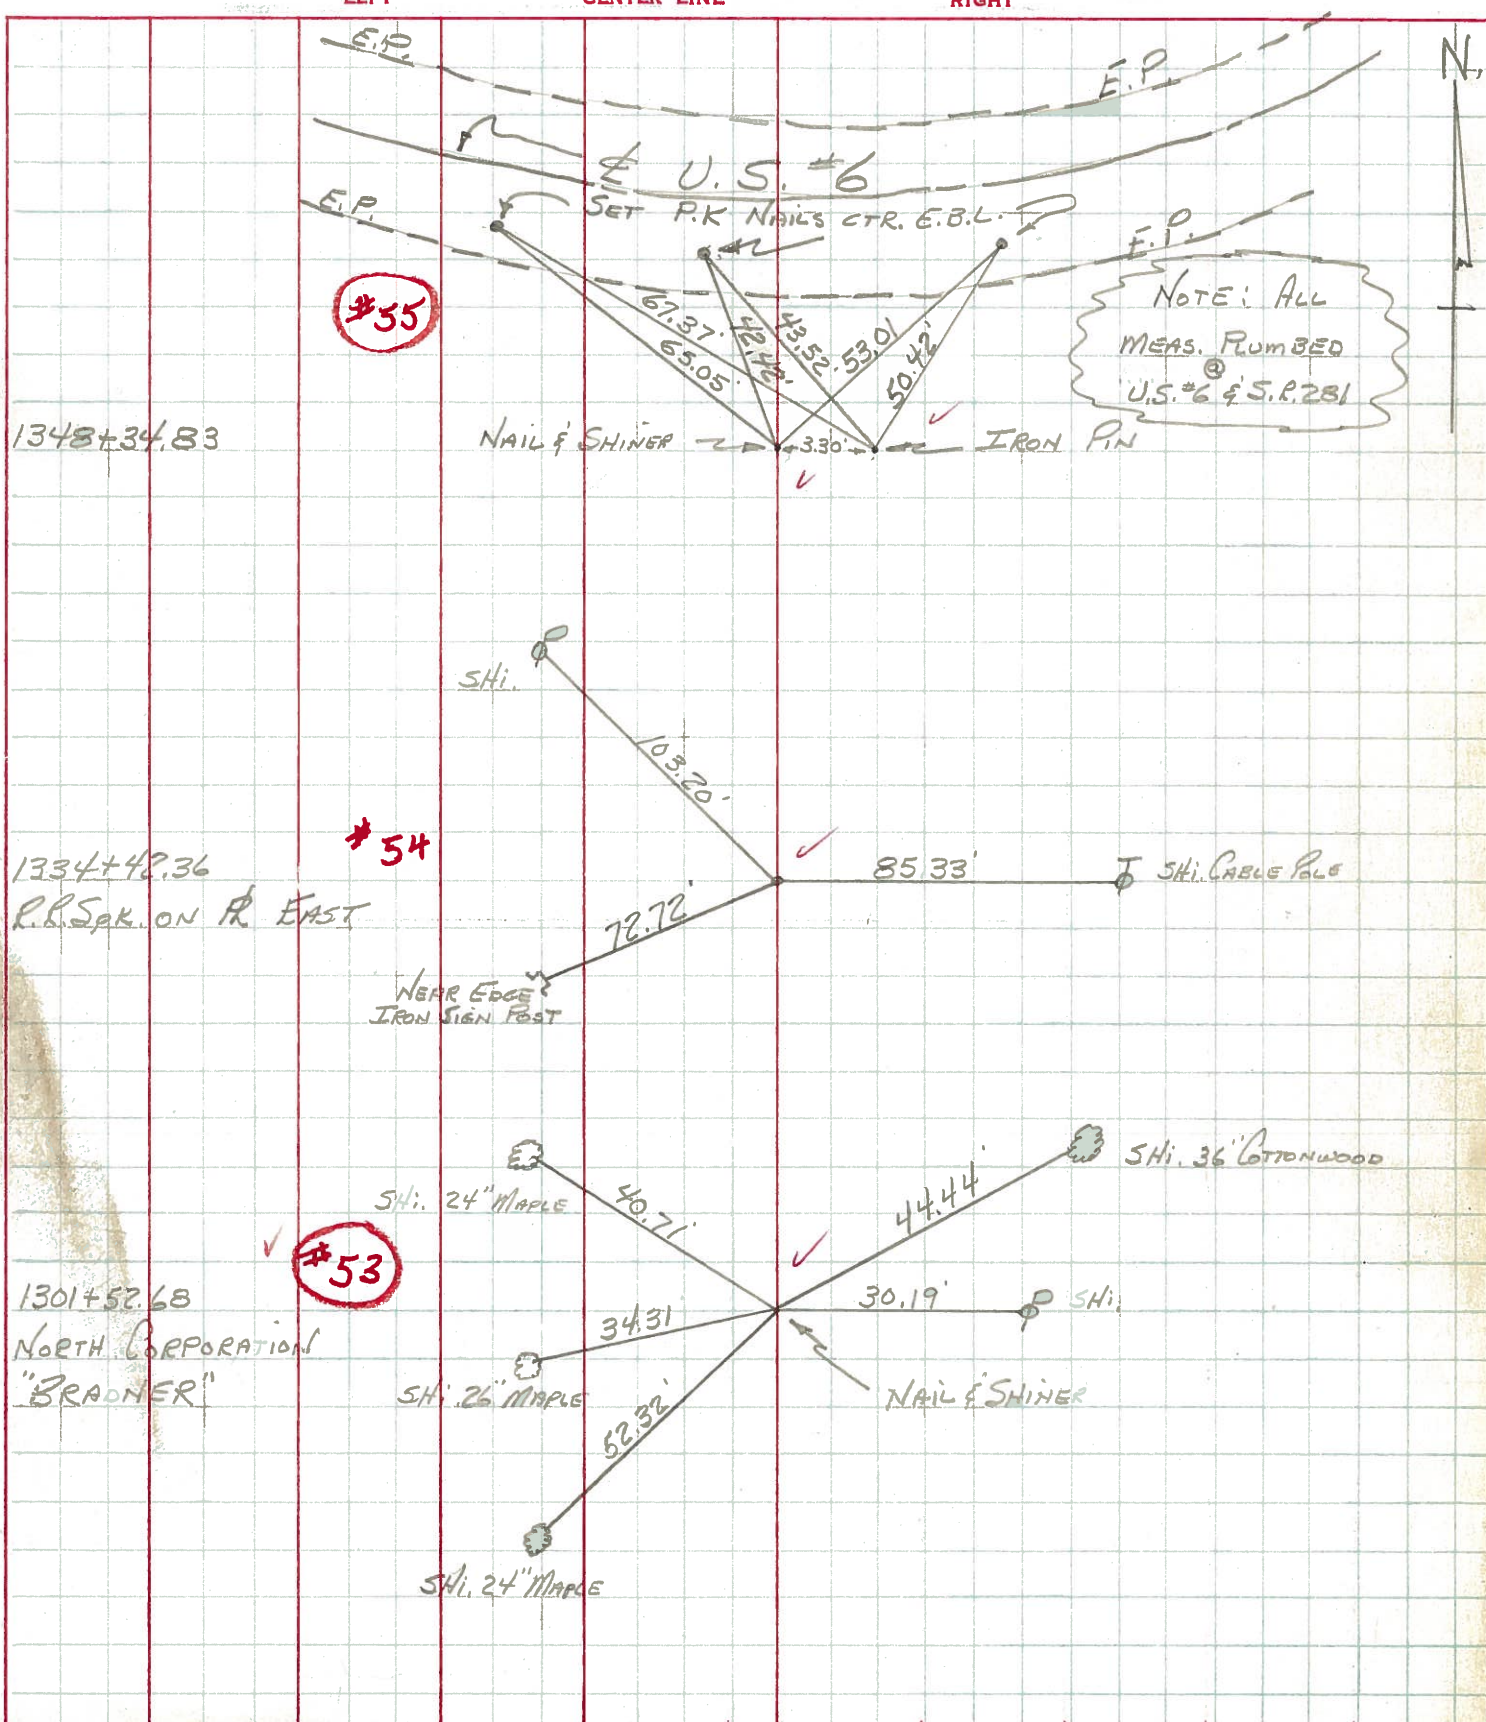 LEFT CENTER LINE RIGHT
E.P.
E.P.
N.
℄ U.S. #6
E.P.
SET P.K NAILS CTR. E.B.L.
E.P.
#55
NOTE: ALL
MEAS. PLUMBED
@
U.S. #6 & S.R. 281
67.37'
65.05'
42.42'
43.52'
53.01
50.42'
1348+34.83
NAIL & SHINER
3.30'
IRON PIN
SHi.
103.20'
#54
1334+42.36
R.R.SPK. ON ℄ EAST
85.33'
SHi. CABLE POLE
72.72'
NEAR EDGE
IRON SIGN POST
SHi. 36" COTTONWOOD
SHi. 24" MAPLE
40.71'
44.44'
#53
1301+52.68
NORTH CORPORATION
"BRADNER"
34.31'
30.19'
SHi.
SHi. 26" MAPLE
NAIL & SHINER
52.32'
SHi. 24" MAPLE